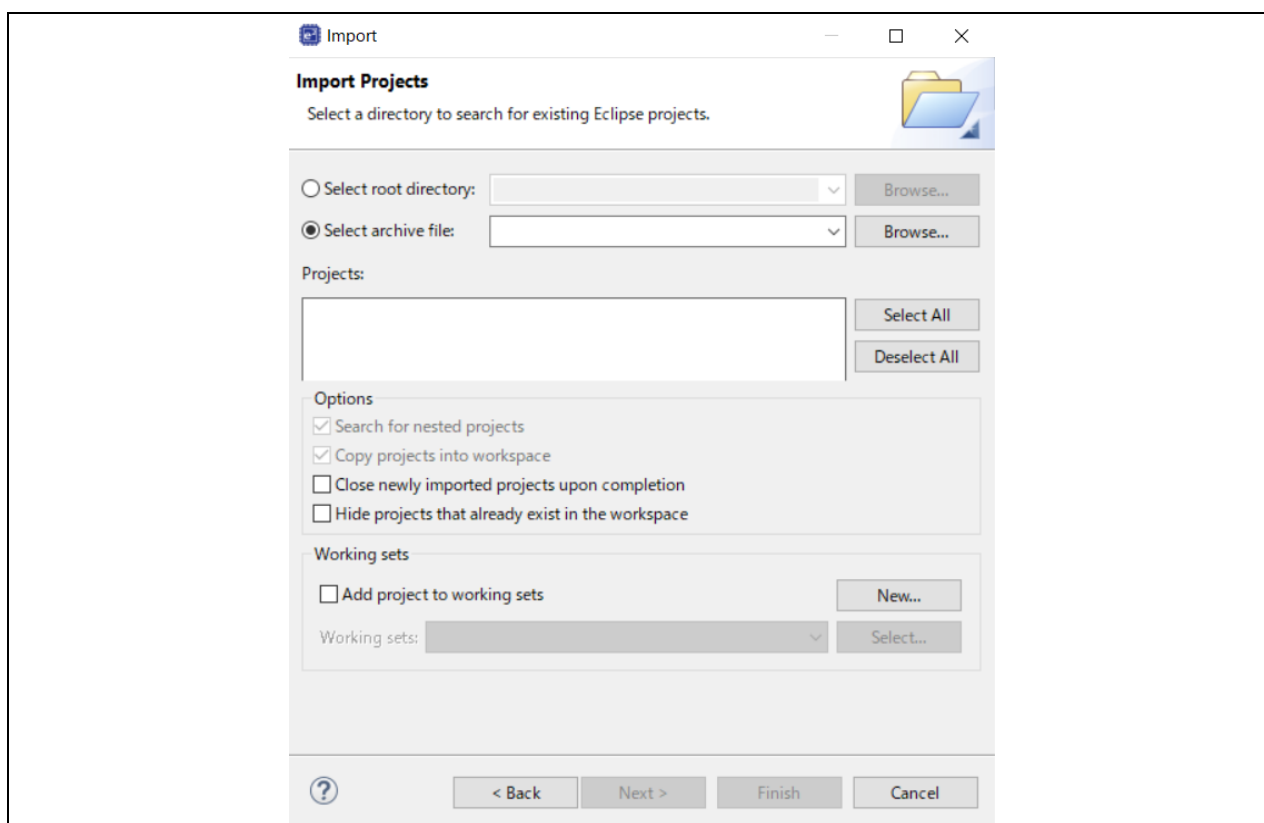 Import
Import Projects
Select a directory to search for existing Eclipse projects.
Select root directory: Browse...
Select archive file: Browse...
Projects:
Select All
Deselect All
Options
Search for nested projects
Copy projects into workspace
Close newly imported projects upon completion
Hide projects that already exist in the workspace
Working sets
Add project to working sets New...
Working sets: Select...
? < Back Next > Finish Cancel